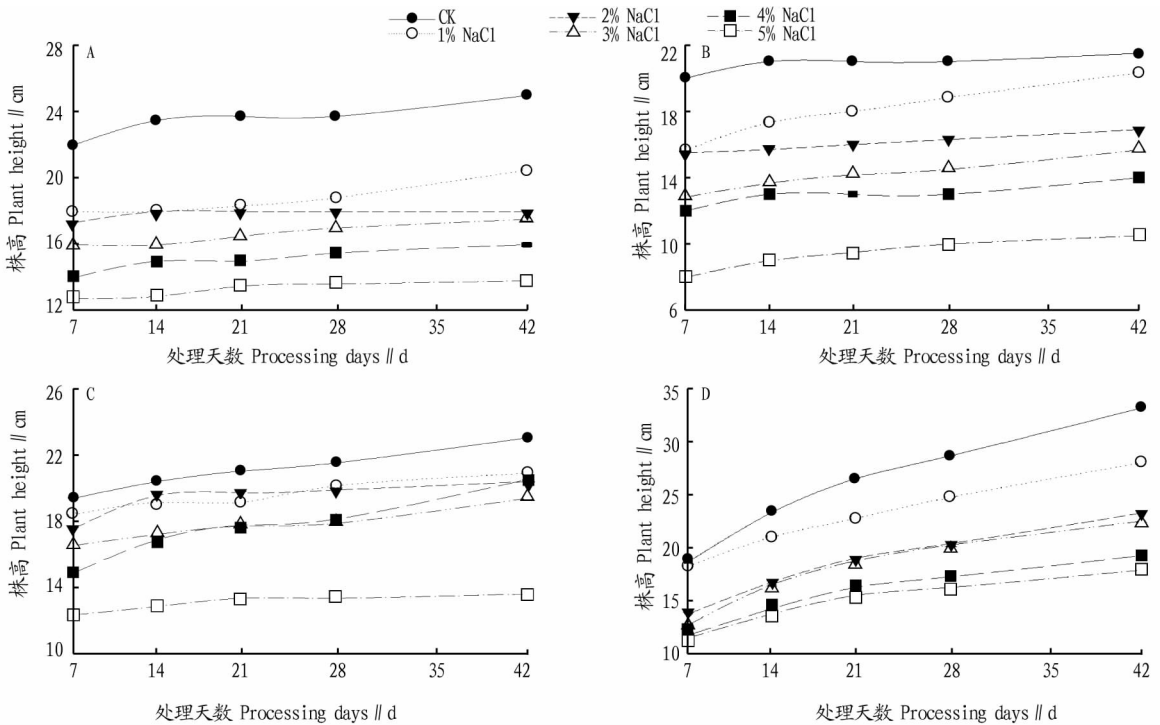 CK
1% NaCl
2% NaCl
3% NaCl
4% NaCl
5% NaCl
A
28
24
20
16
12
7 14 21 28 35 42
株高 Plant height∥cm
处理天数 Processing days∥d
B
22
18
14
10
6
7 14 21 28 35 42
株高 Plant height∥cm
处理天数 Processing days∥d
C
26
22
18
14
10
7 14 21 28 35 42
株高 Plant height∥cm
处理天数 Processing days∥d
D
35
30
25
20
15
10
7 14 21 28 35 42
株高 Plant height∥cm
处理天数 Processing days∥d